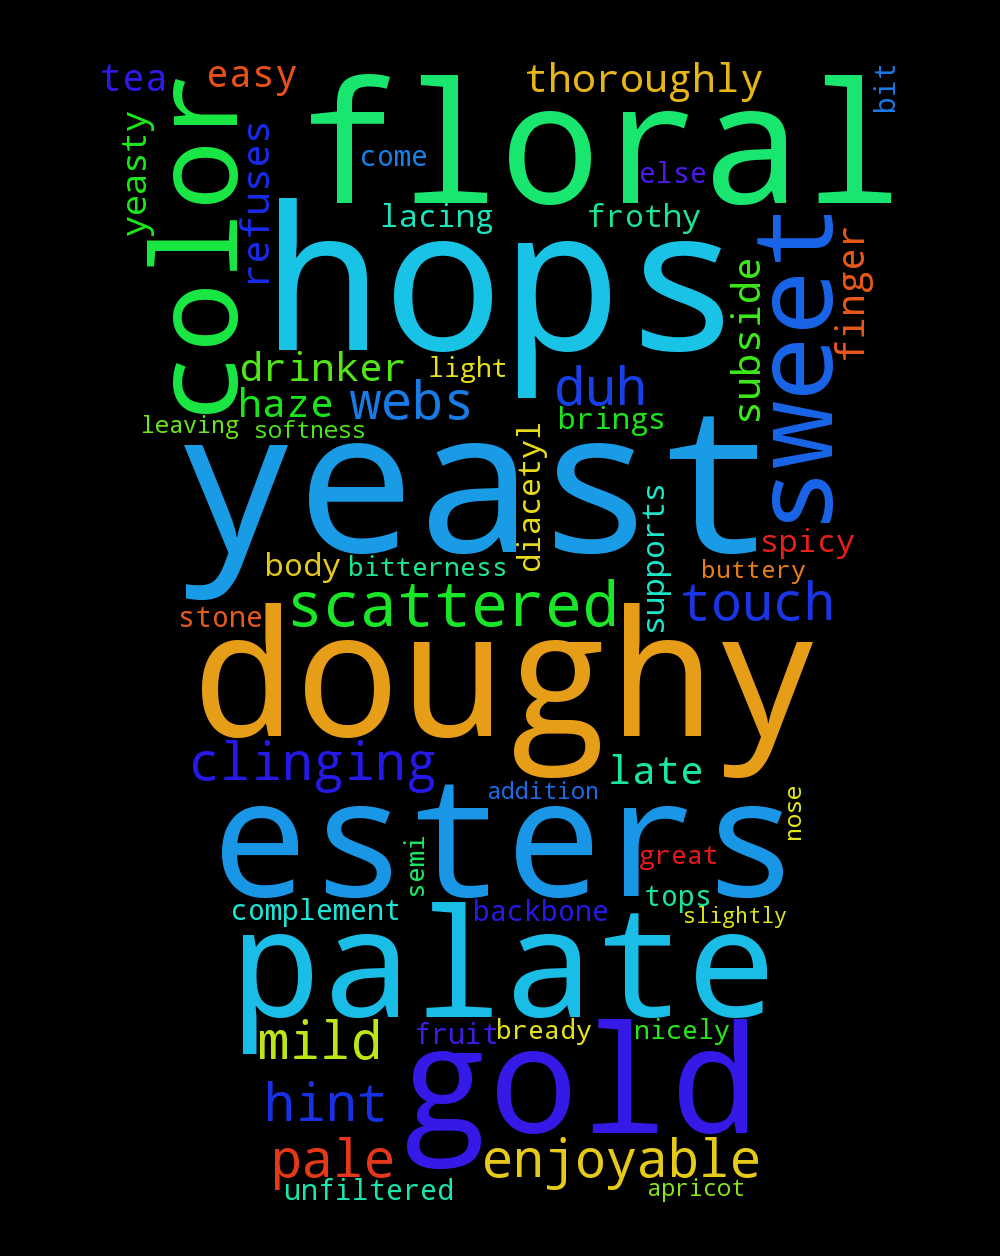 tea
easy
thoroughly
bit
floral
color
yeasty
refuses
come
else
lacing
frothy
hops
sweet
finger
subside
drinker
light
duh
haze
webs
brings
leaving
softness
yeast
diacetyl
supports
spicy
body
bitterness
buttery
stone
scattered
touch
doughy
clinging
late
addition
nose
esters
semi
great
tops
complement
backbone
slightly
palate
mild
fruit
bready
nicely
gold
hint
pale
enjoyable
unfiltered
apricot